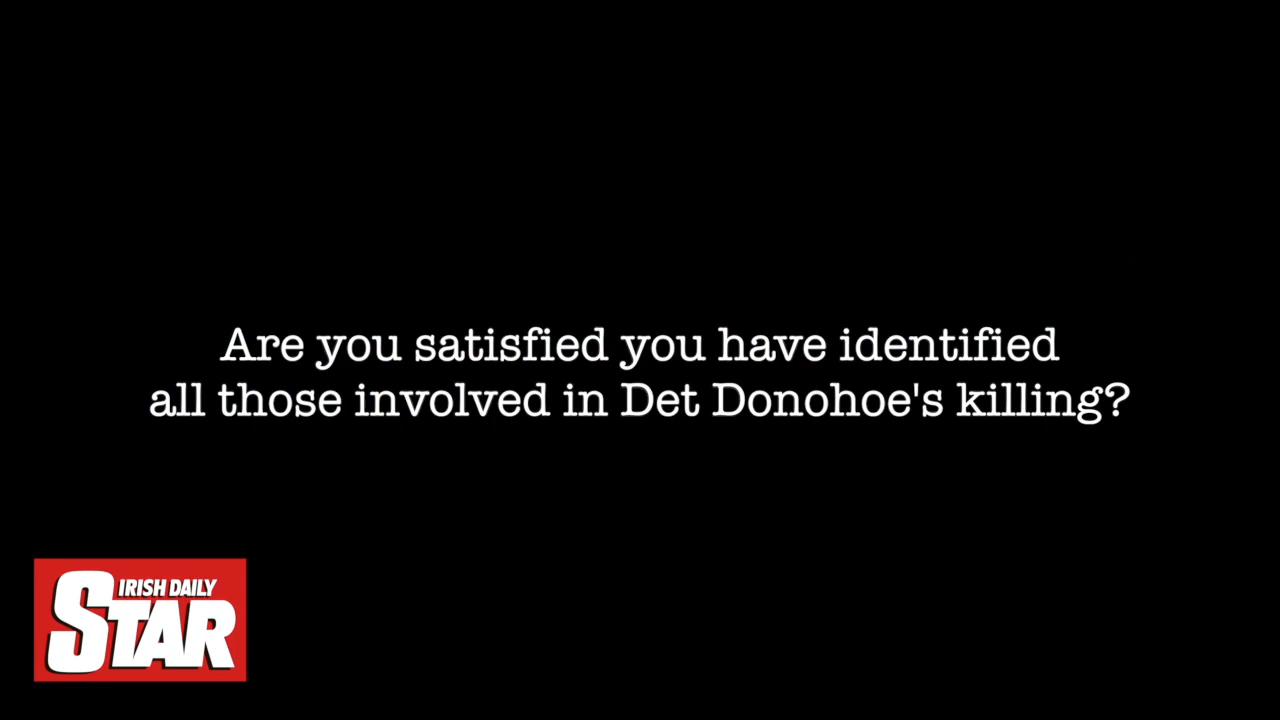 Are you satisfied you have identified
all those involved in Det Donohoe's killing?
IRISH DAILY
STAR